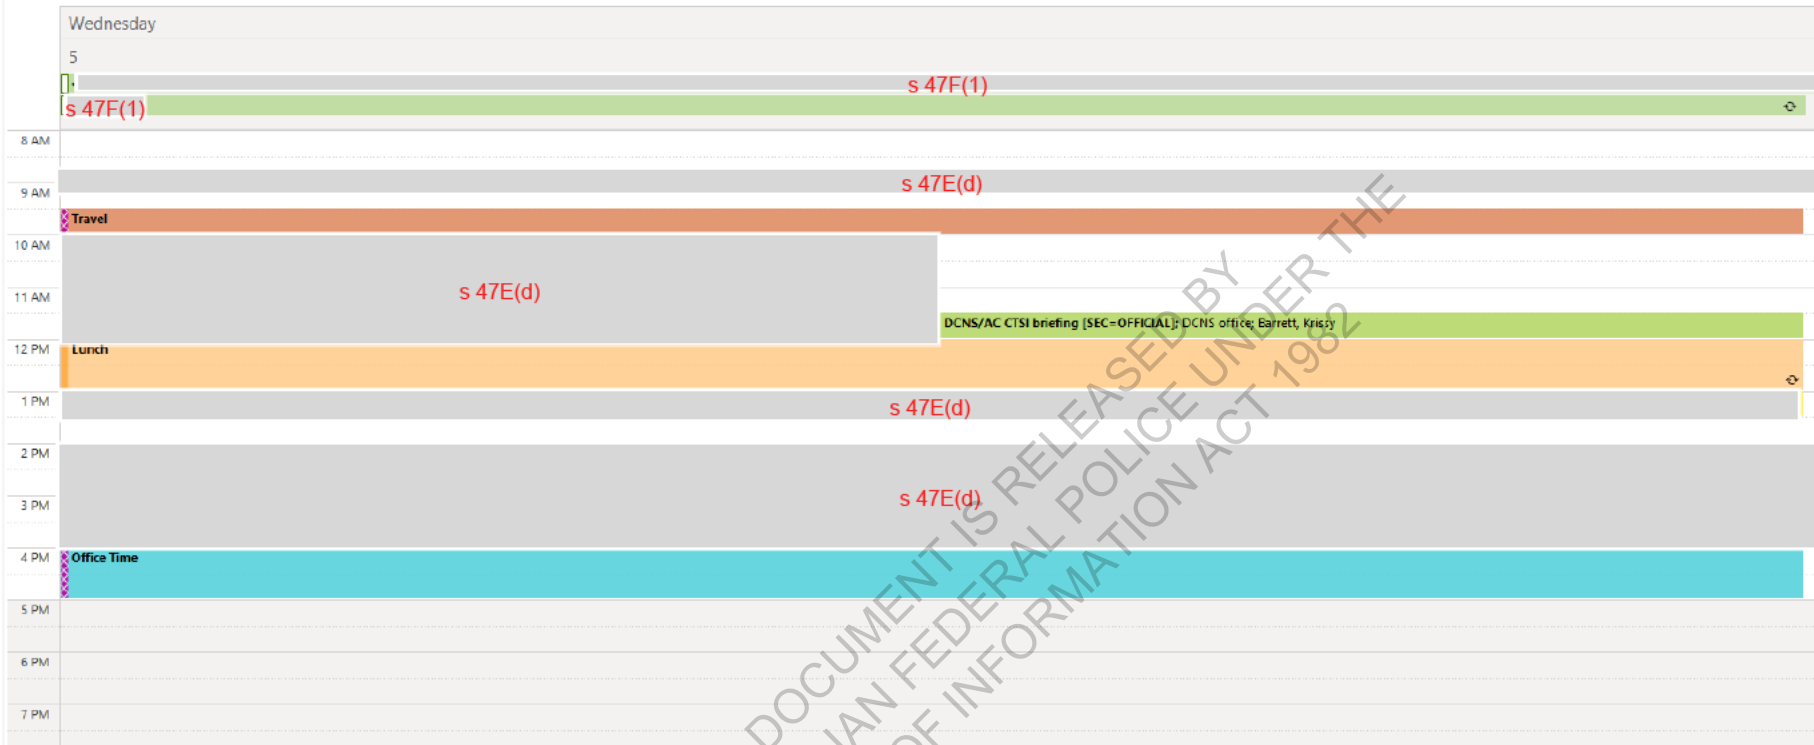 Wednesday
5
s 47F(1)
s 47F(1)
8 AM
s 47E(d)
9 AM
Travel
10 AM
s 47E(d)
11 AM
DCNS/AC CTSI briefing [SEC=OFFICIAL]; DCNS office; Barrett, Krissy
12 PM
Lunch
1 PM
s 47E(d)
2 PM
s 47E(d)
3 PM
4 PM
Office Time
5 PM
6 PM
7 PM
DOCUMENT IS RELEASED BY
IAN FEDERAL POLICE UNDER THE
OF INFORMATION ACT 1982